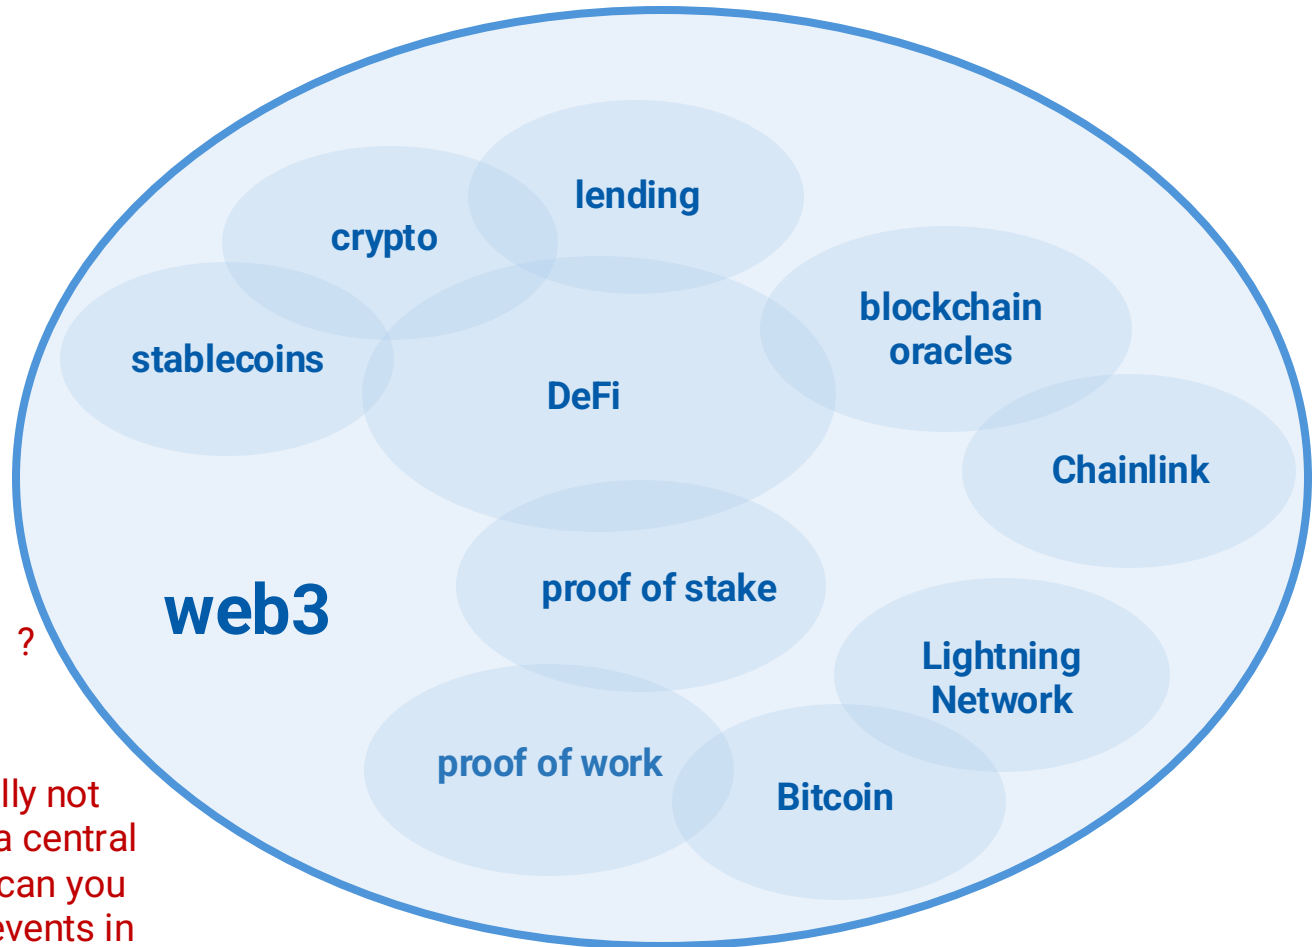 lending
crypto
blockchain
oracles
stablecoins
DeFi
Chainlink
proof of stake
web3
?
Lightning
Network
proof of work
Bitcoin
lly not
a central
can you
events in